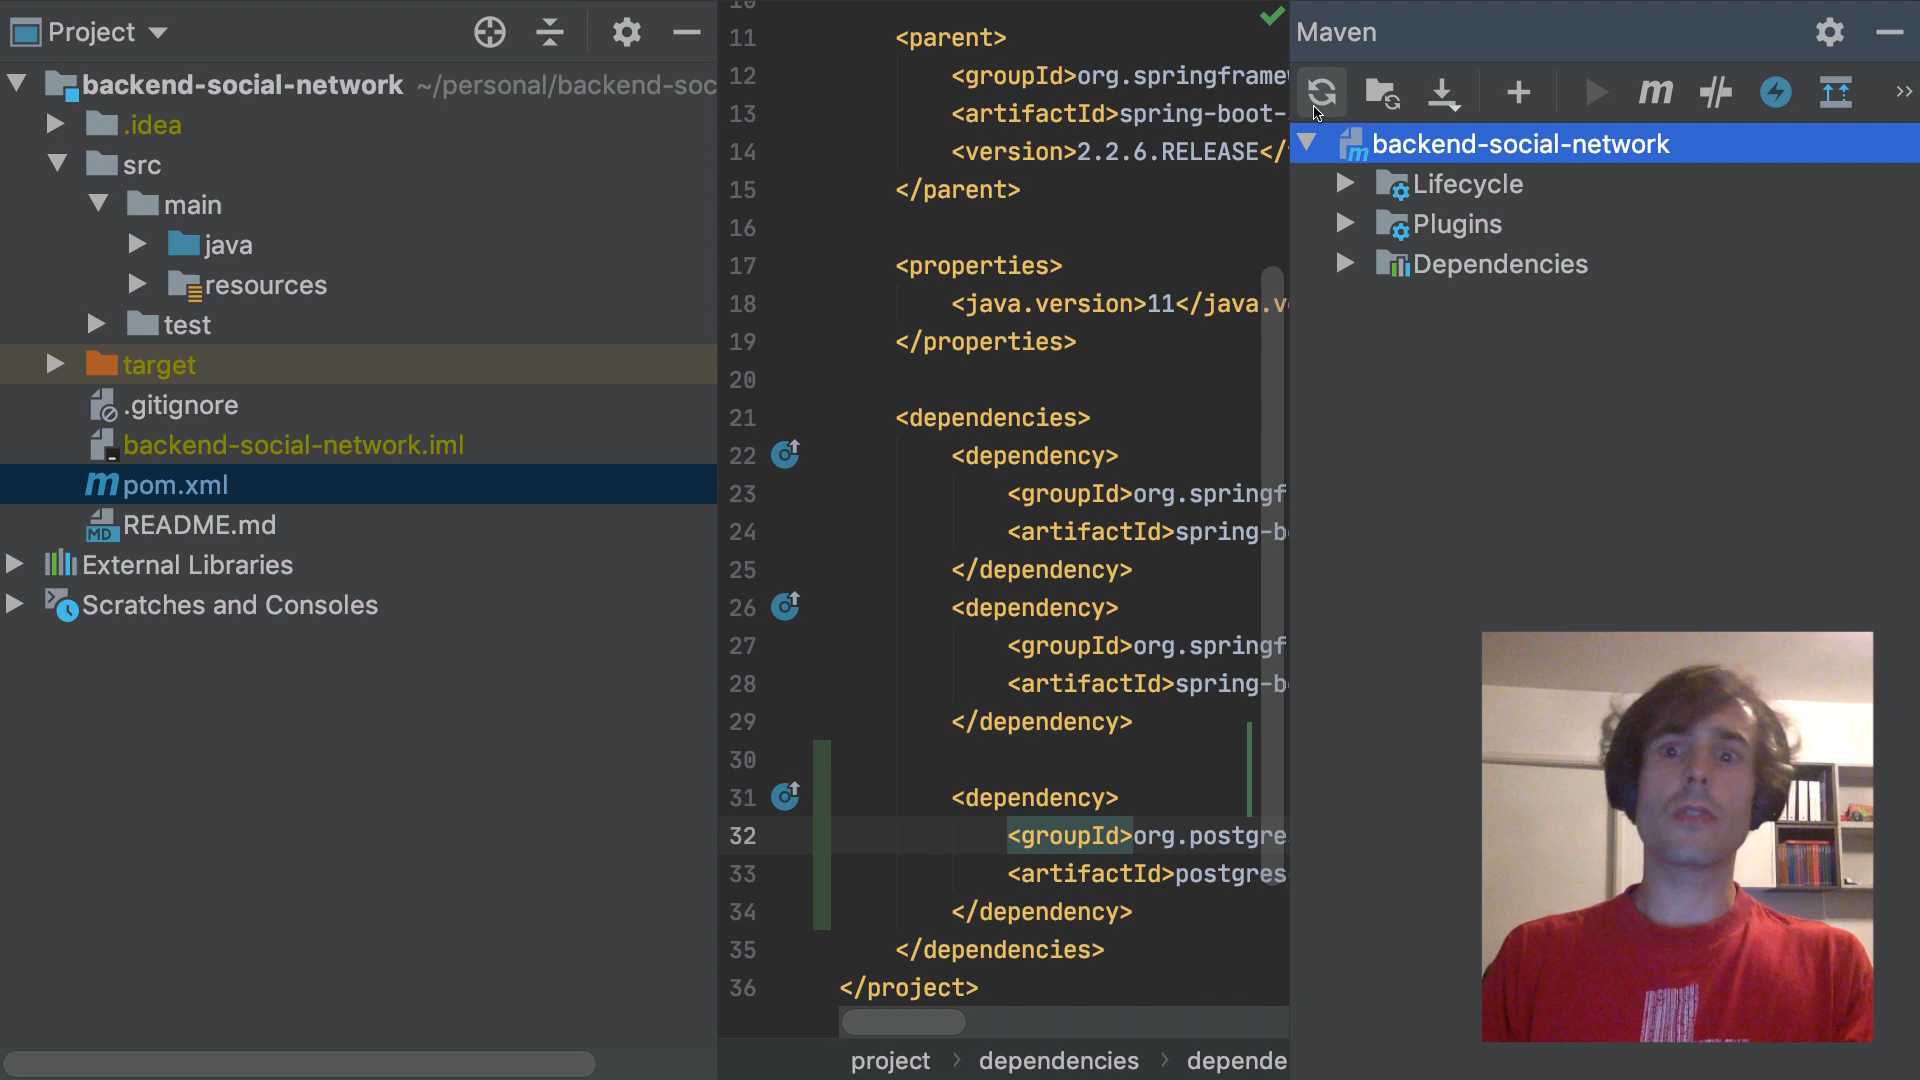 Project
backend-social-network ~/personal/backend-soc
.idea
src
main
java
resources
test
target
.gitignore
backend-social-network.iml
pom.xml
README.md
External Libraries
Scratches and Consoles
11 <parent>
12 <groupId>org.springframe
13 <artifactId>spring-boot-
14 <version>2.2.6.RELEASE</
15 </parent>
16
17 <properties>
18 <java.version>11</java.v
19 </properties>
20
21 <dependencies>
22 <dependency>
23 <groupId>org.springf
24 <artifactId>spring-b
25 </dependency>
26 <dependency>
27 <groupId>org.springf
28 <artifactId>spring-b
29 </dependency>
30
31 <dependency>
32 <groupId>org.postgre
33 <artifactId>postgres
34 </dependency>
35 </dependencies>
36 </project>
project > dependencies > depende
Maven
backend-social-network
Lifecycle
Plugins
Dependencies